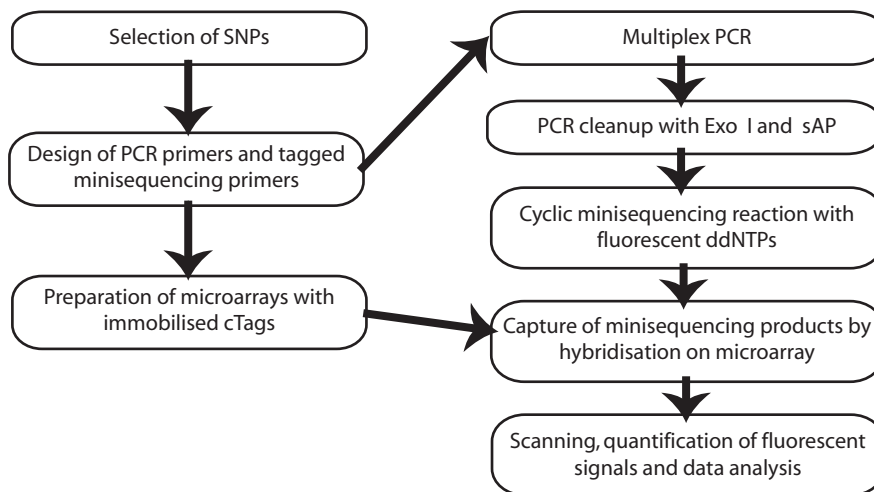 Selection of SNPs
Design of PCR primers and tagged
minisequencing primers
Preparation of microarrays with
immobilised cTags
Multiplex PCR
PCR cleanup with Exo I and sAP
Cyclic minisequencing reaction with
fluorescent ddNTPs
Capture of minisequencing products by
hybridisation on microarray
Scanning, quantification of fluorescent
signals and data analysis